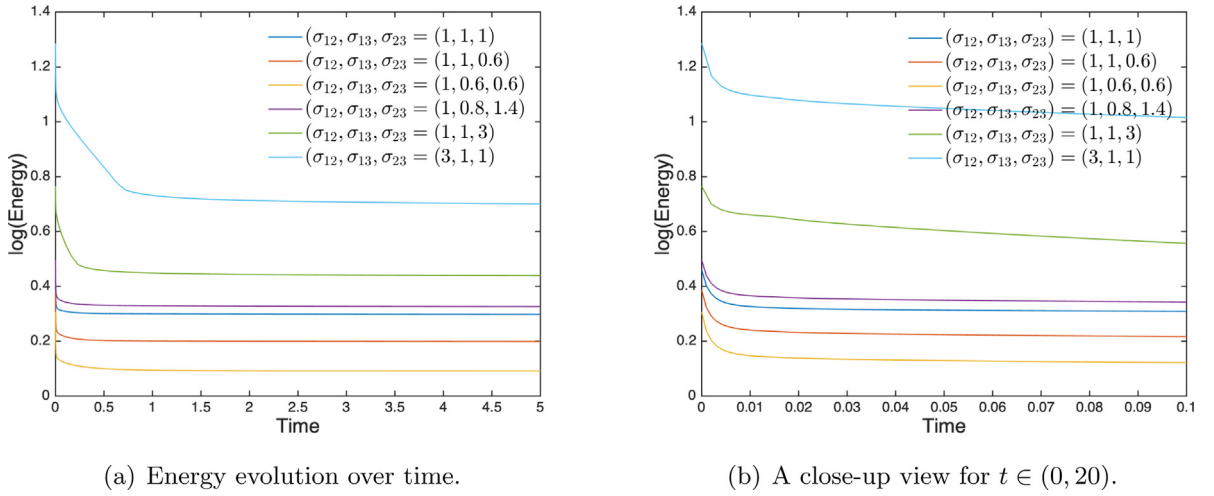 1.4
1.2
1
0.8
0.6
0.4
0.2
0
log(Energy)
(σ12, σ13, σ23 = (1, 1, 1)
(σ12, σ13, σ23 = (1, 1, 0.6)
(σ12, σ13, σ23 = (1, 0.6, 0.6)
(σ12, σ13, σ23 = (1, 0.8, 1.4)
(σ12, σ13, σ23 = (1, 1, 3)
(σ12, σ13, σ23 = (3, 1, 1)
0 0.5 1 1.5 2 2.5 3 3.5 4 4.5 5
Time
(a) Energy evolution over time.
1.4
1.2
1
0.8
0.6
0.4
0.2
0
log(Energy)
(σ12, σ13, σ23) = (1, 1, 1)
(σ12, σ13, σ23) = (1, 1, 0.6)
(σ12, σ13, σ23) = (1, 0.6, 0.6)
(σ12, σ13, σ23) = (1, 0.8, 1.4)
(σ12, σ13, σ23) = (1, 1, 3)
(σ12, σ13, σ23) = (3, 1, 1)
0 0.01 0.02 0.03 0.04 0.05 0.06 0.07 0.08 0.09 0.1
Time
(b) A close-up view for t ∈ (0, 20).